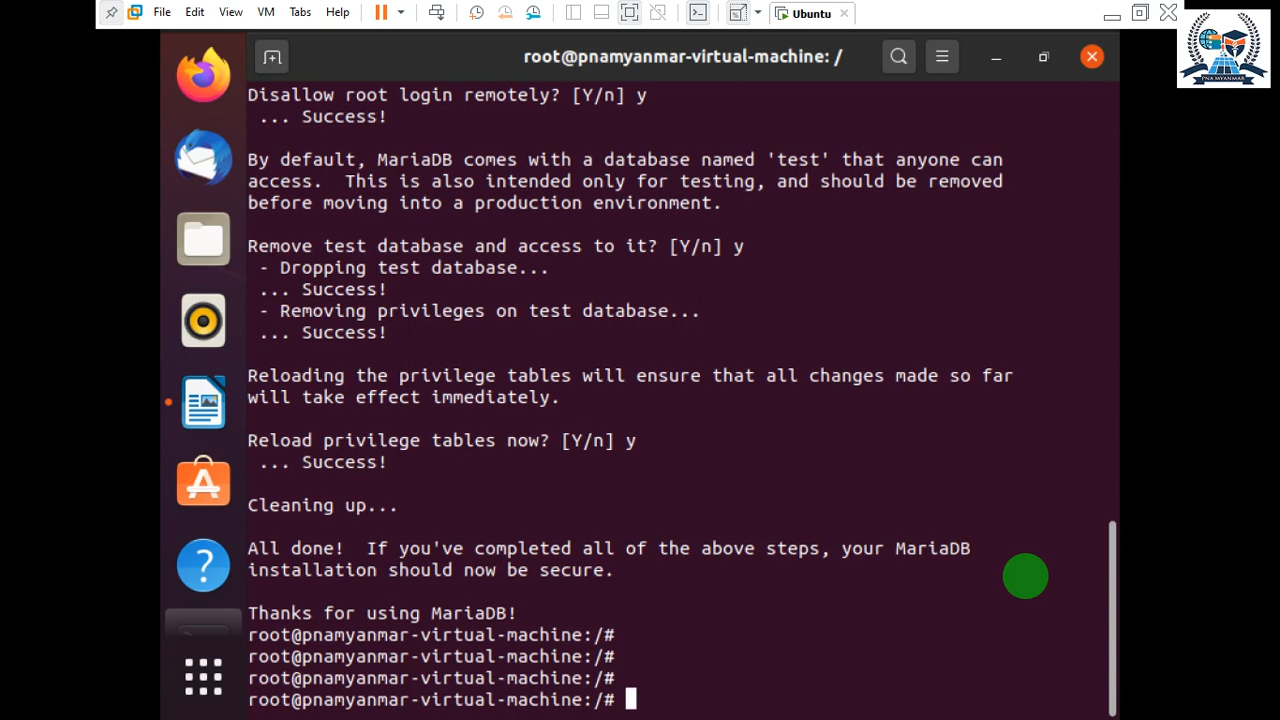 File Edit View VM Tabs Help Ubuntu
root@pnamyanmar-virtual-machine: /
PNA MYANMAR
Disallow root login remotely? [Y/n] y
 ... Success!
By default, MariaDB comes with a database named 'test' that anyone can
access.  This is also intended only for testing, and should be removed
before moving into a production environment.
Remove test database and access to it? [Y/n] y
 - Dropping test database...
 ... Success!
 - Removing privileges on test database...
 ... Success!
Reloading the privilege tables will ensure that all changes made so far
will take effect immediately.
Reload privilege tables now? [Y/n] y
 ... Success!
Cleaning up...
All done!  If you've completed all of the above steps, your MariaDB
installation should now be secure.
Thanks for using MariaDB!
root@pnamyanmar-virtual-machine:/#
root@pnamyanmar-virtual-machine:/#
root@pnamyanmar-virtual-machine:/#
root@pnamyanmar-virtual-machine:/#